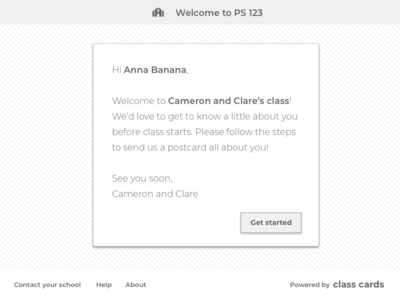 Welcome to PS 123
Hi Anna Banana,
Welcome to Cameron and Clare's class!
We'd love to get to know a little about you
before class starts. Please follow the steps
to send us a postcard all about you!
See you soon,
Cameron and Clare
Get started
Contact your school Help About Powered by class cards